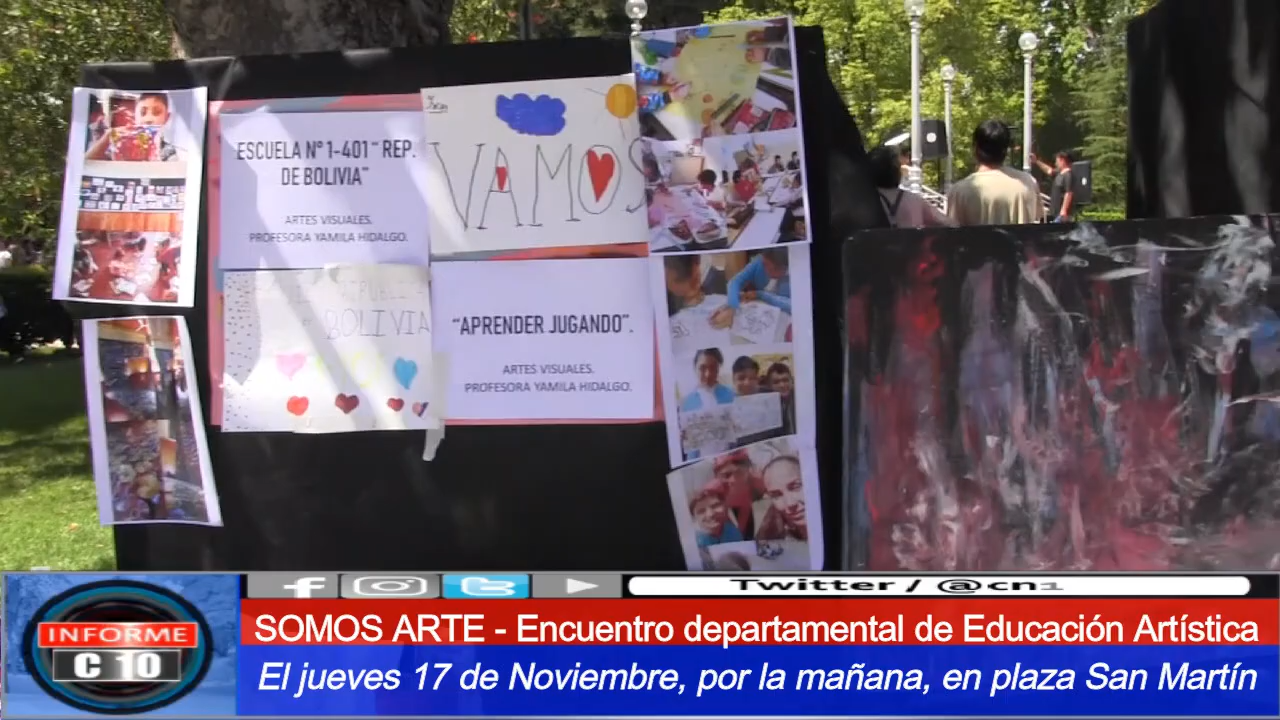 ESCUELA Nº 1-401 " REP.
DE BOLIVIA"
ARTES VISUALES.
PROFESORA YAMILA HIDALGO.
VAMOS
REPUBLIC
BOLIVIA
"APRENDER JUGANDO".
ARTES VISUALES.
PROFESORA YAMILA HIDALGO.
Twitter / @cn1
INFORME
C 10
SOMOS ARTE - Encuentro departamental de Educación Artística
El jueves 17 de Noviembre, por la mañana, en plaza San Martín